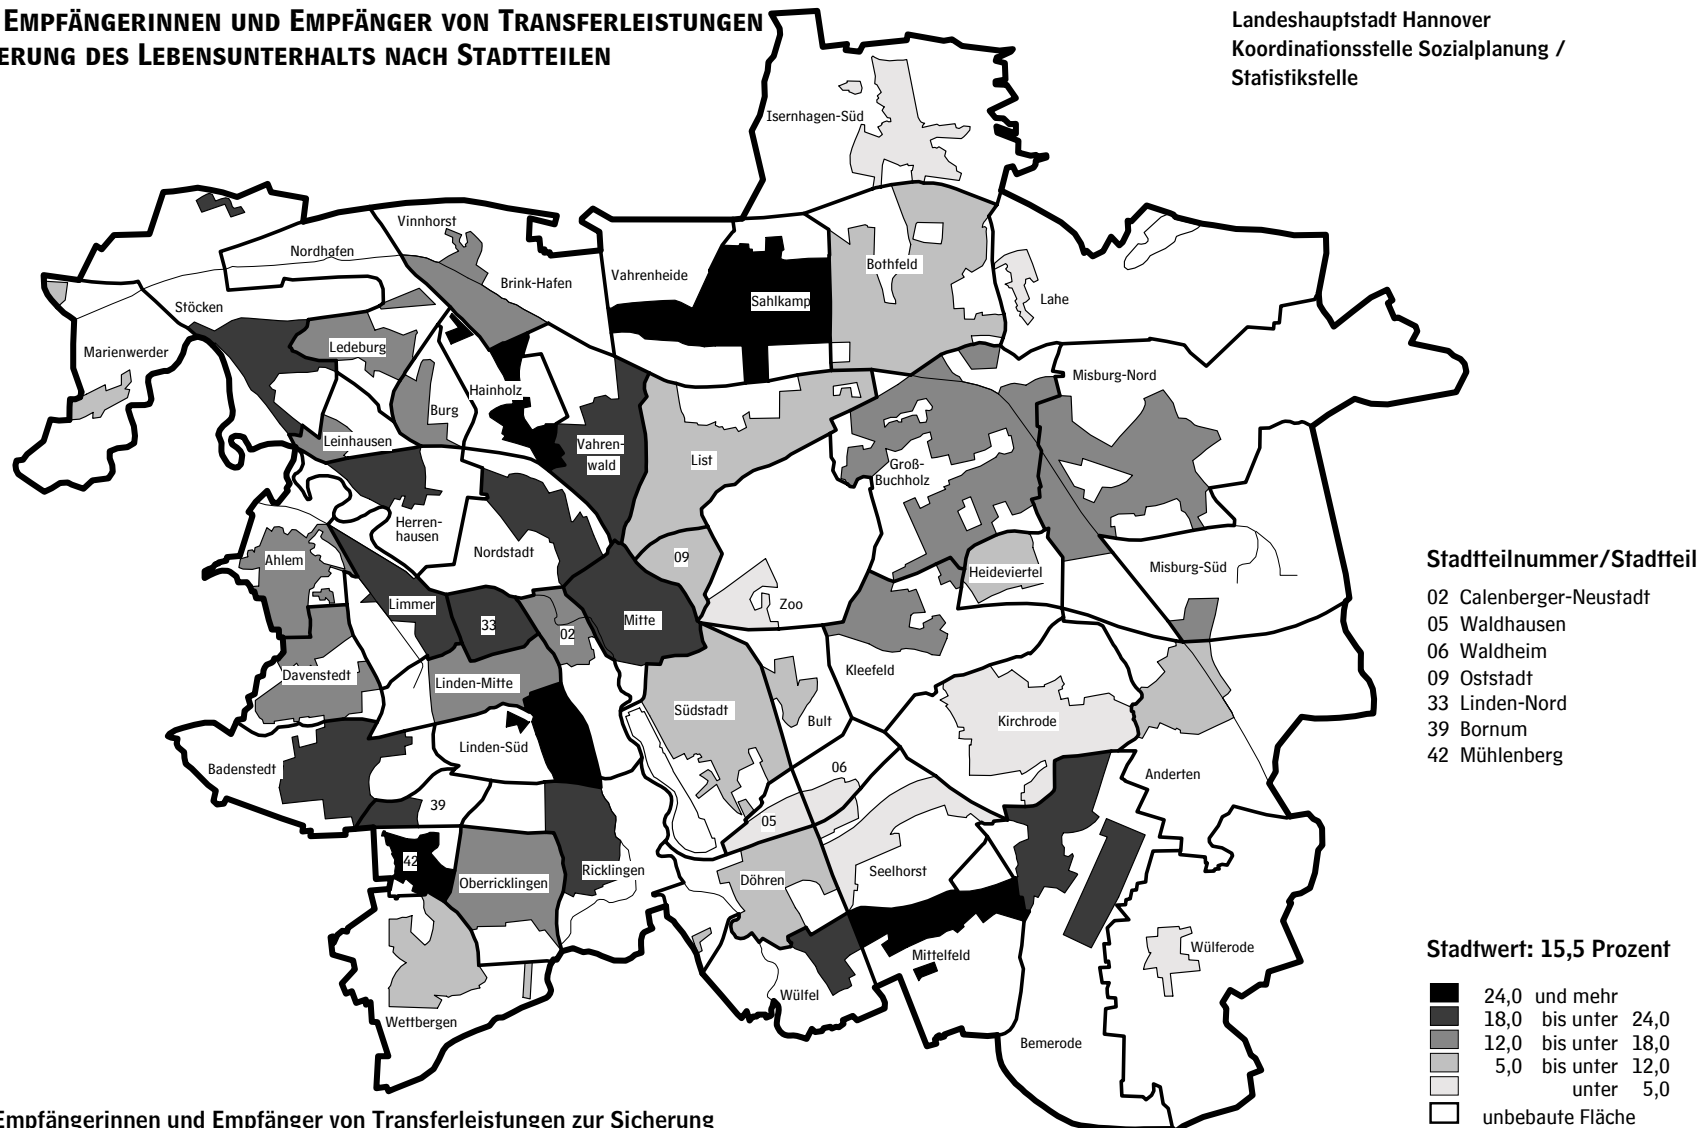 EMPFÄNGERINNEN UND EMPFÄNGER VON TRANSFERLEISTUNGEN
ERUNG DES LEBENSUNTERHALTS NACH STADTTEILEN
Landeshauptstadt Hannover
Koordinationsstelle Sozialplanung /
Statistikstelle
Isernhagen-Süd
Vinnhorst
Nordhafen
Brink-Hafen
Vahrenheide
Bothfeld
Sahlkamp
Lahe
Stöcken
Marienwerder
Ledeburg
Hainholz
Burg
Misburg-Nord
Leinhausen
Vahren-
wald
List
Groß-
Buchholz
Herren-
hausen
Nordstadt
09
Ahlem
Heideviertel
Misburg-Süd
Limmer
33
02
Mitte
Zoo
Davenstedt
Linden-Mitte
Kleefeld
Südstadt
Bult
Kirchrode
Linden-Süd
Badenstedt
06
Anderten
39
05
42
Oberricklingen
Ricklingen
Döhren
Seelhorst
Mittelfeld
Wülferode
Wülfel
Wettbergen
Bemerode
Stadtteilnummer/Stadtteil
02 Calenberger-Neustadt
05 Waldhausen
06 Waldheim
09 Oststadt
33 Linden-Nord
39 Bornum
42 Mühlenberg
Stadtwert: 15,5 Prozent
24,0 und mehr
18,0 bis unter 24,0
12,0 bis unter 18,0
5,0 bis unter 12,0
unter 5,0
unbebaute Fläche
Empfängerinnen und Empfänger von Transferleistungen zur Sicherung